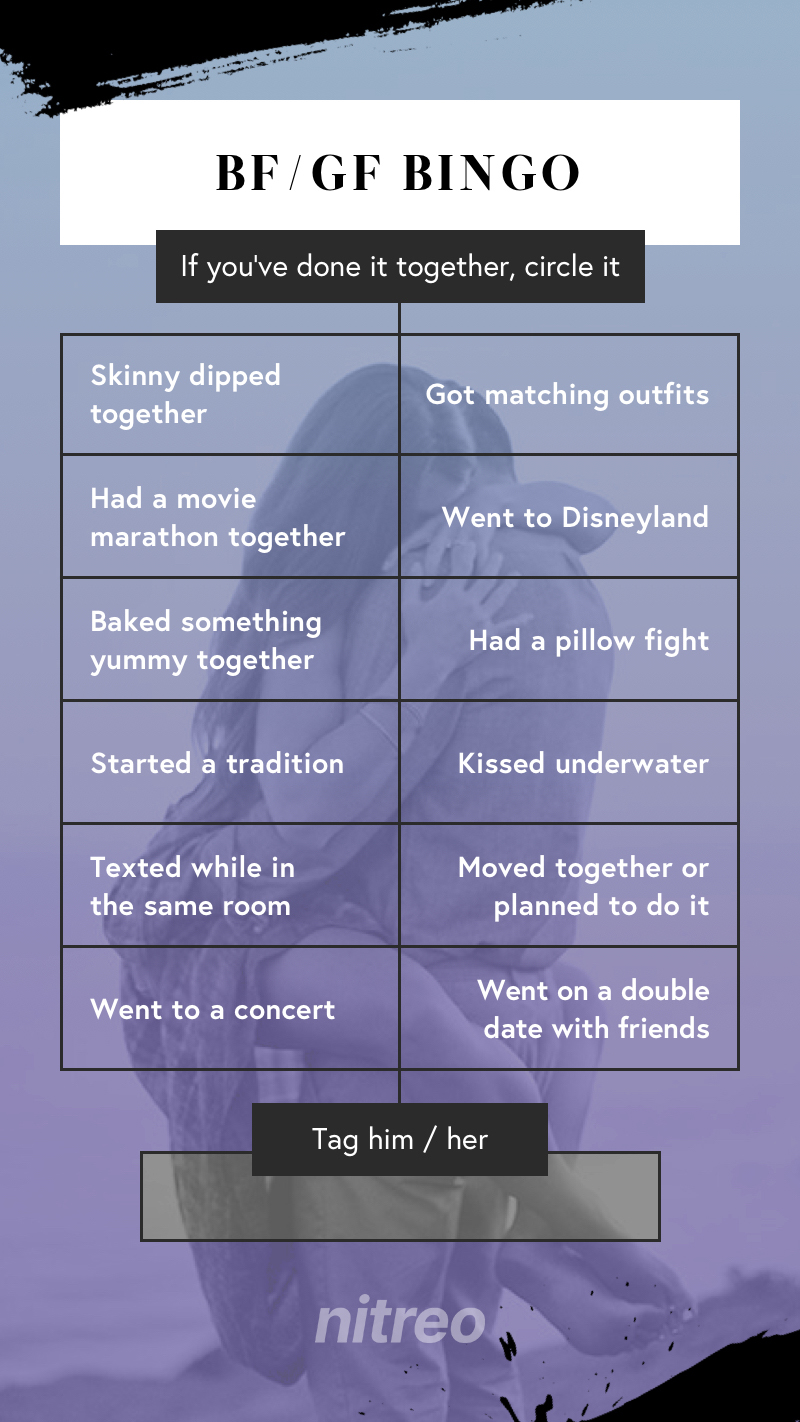 BF/GF BINGO
If you've done it together, circle it
Skinny dipped
together
Got matching outfits
Had a movie
marathon together
Went to Disneyland
Baked something
yummy together
Had a pillow fight
Started a tradition
Kissed underwater
Texted while in
the same room
Moved together or
planned to do it
Went to a concert
Went on a double
date with friends
Tag him / her
nitreo